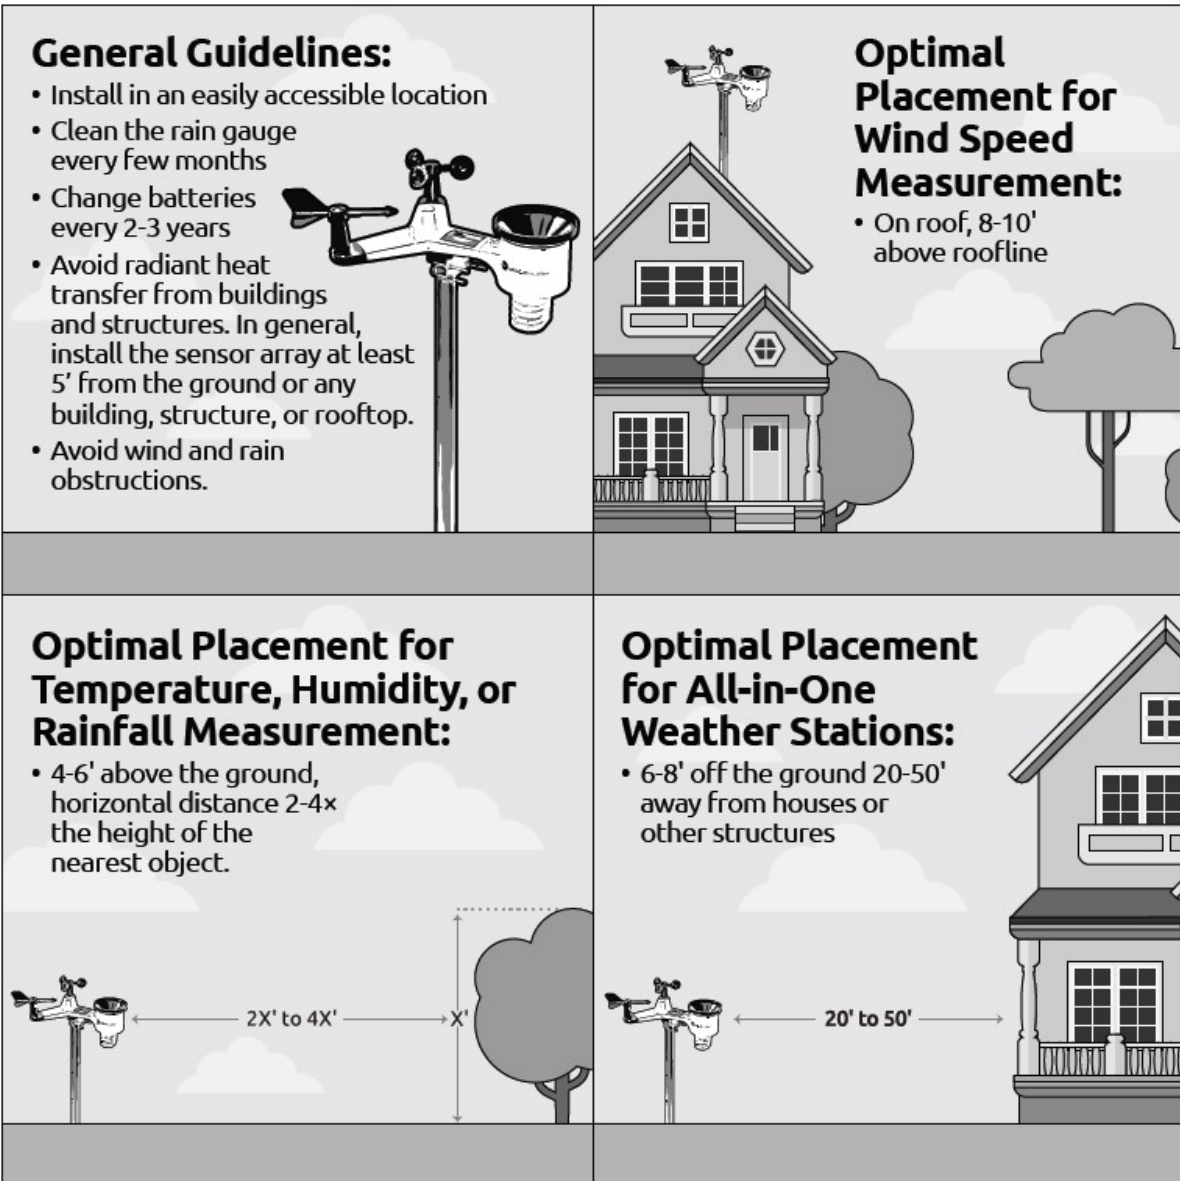 General Guidelines:
• Install in an easily accessible location
• Clean the rain gauge
every few months
• Change batteries
every 2-3 years
• Avoid radiant heat
transfer from buildings
and structures. In general,
install the sensor array at least
5’ from the ground or any
building, structure, or rooftop.
• Avoid wind and rain
obstructions.
Optimal
Placement for
Wind Speed
Measurement:
• On roof, 8-10'
above roofline
Optimal Placement for
Temperature, Humidity, or
Rainfall Measurement:
• 4-6' above the ground,
horizontal distance 2-4×
the height of the
nearest object.
2X' to 4X'
X'
Optimal Placement
for All-in-One
Weather Stations:
• 6-8' off the ground 20-50'
away from houses or
other structures
20' to 50'